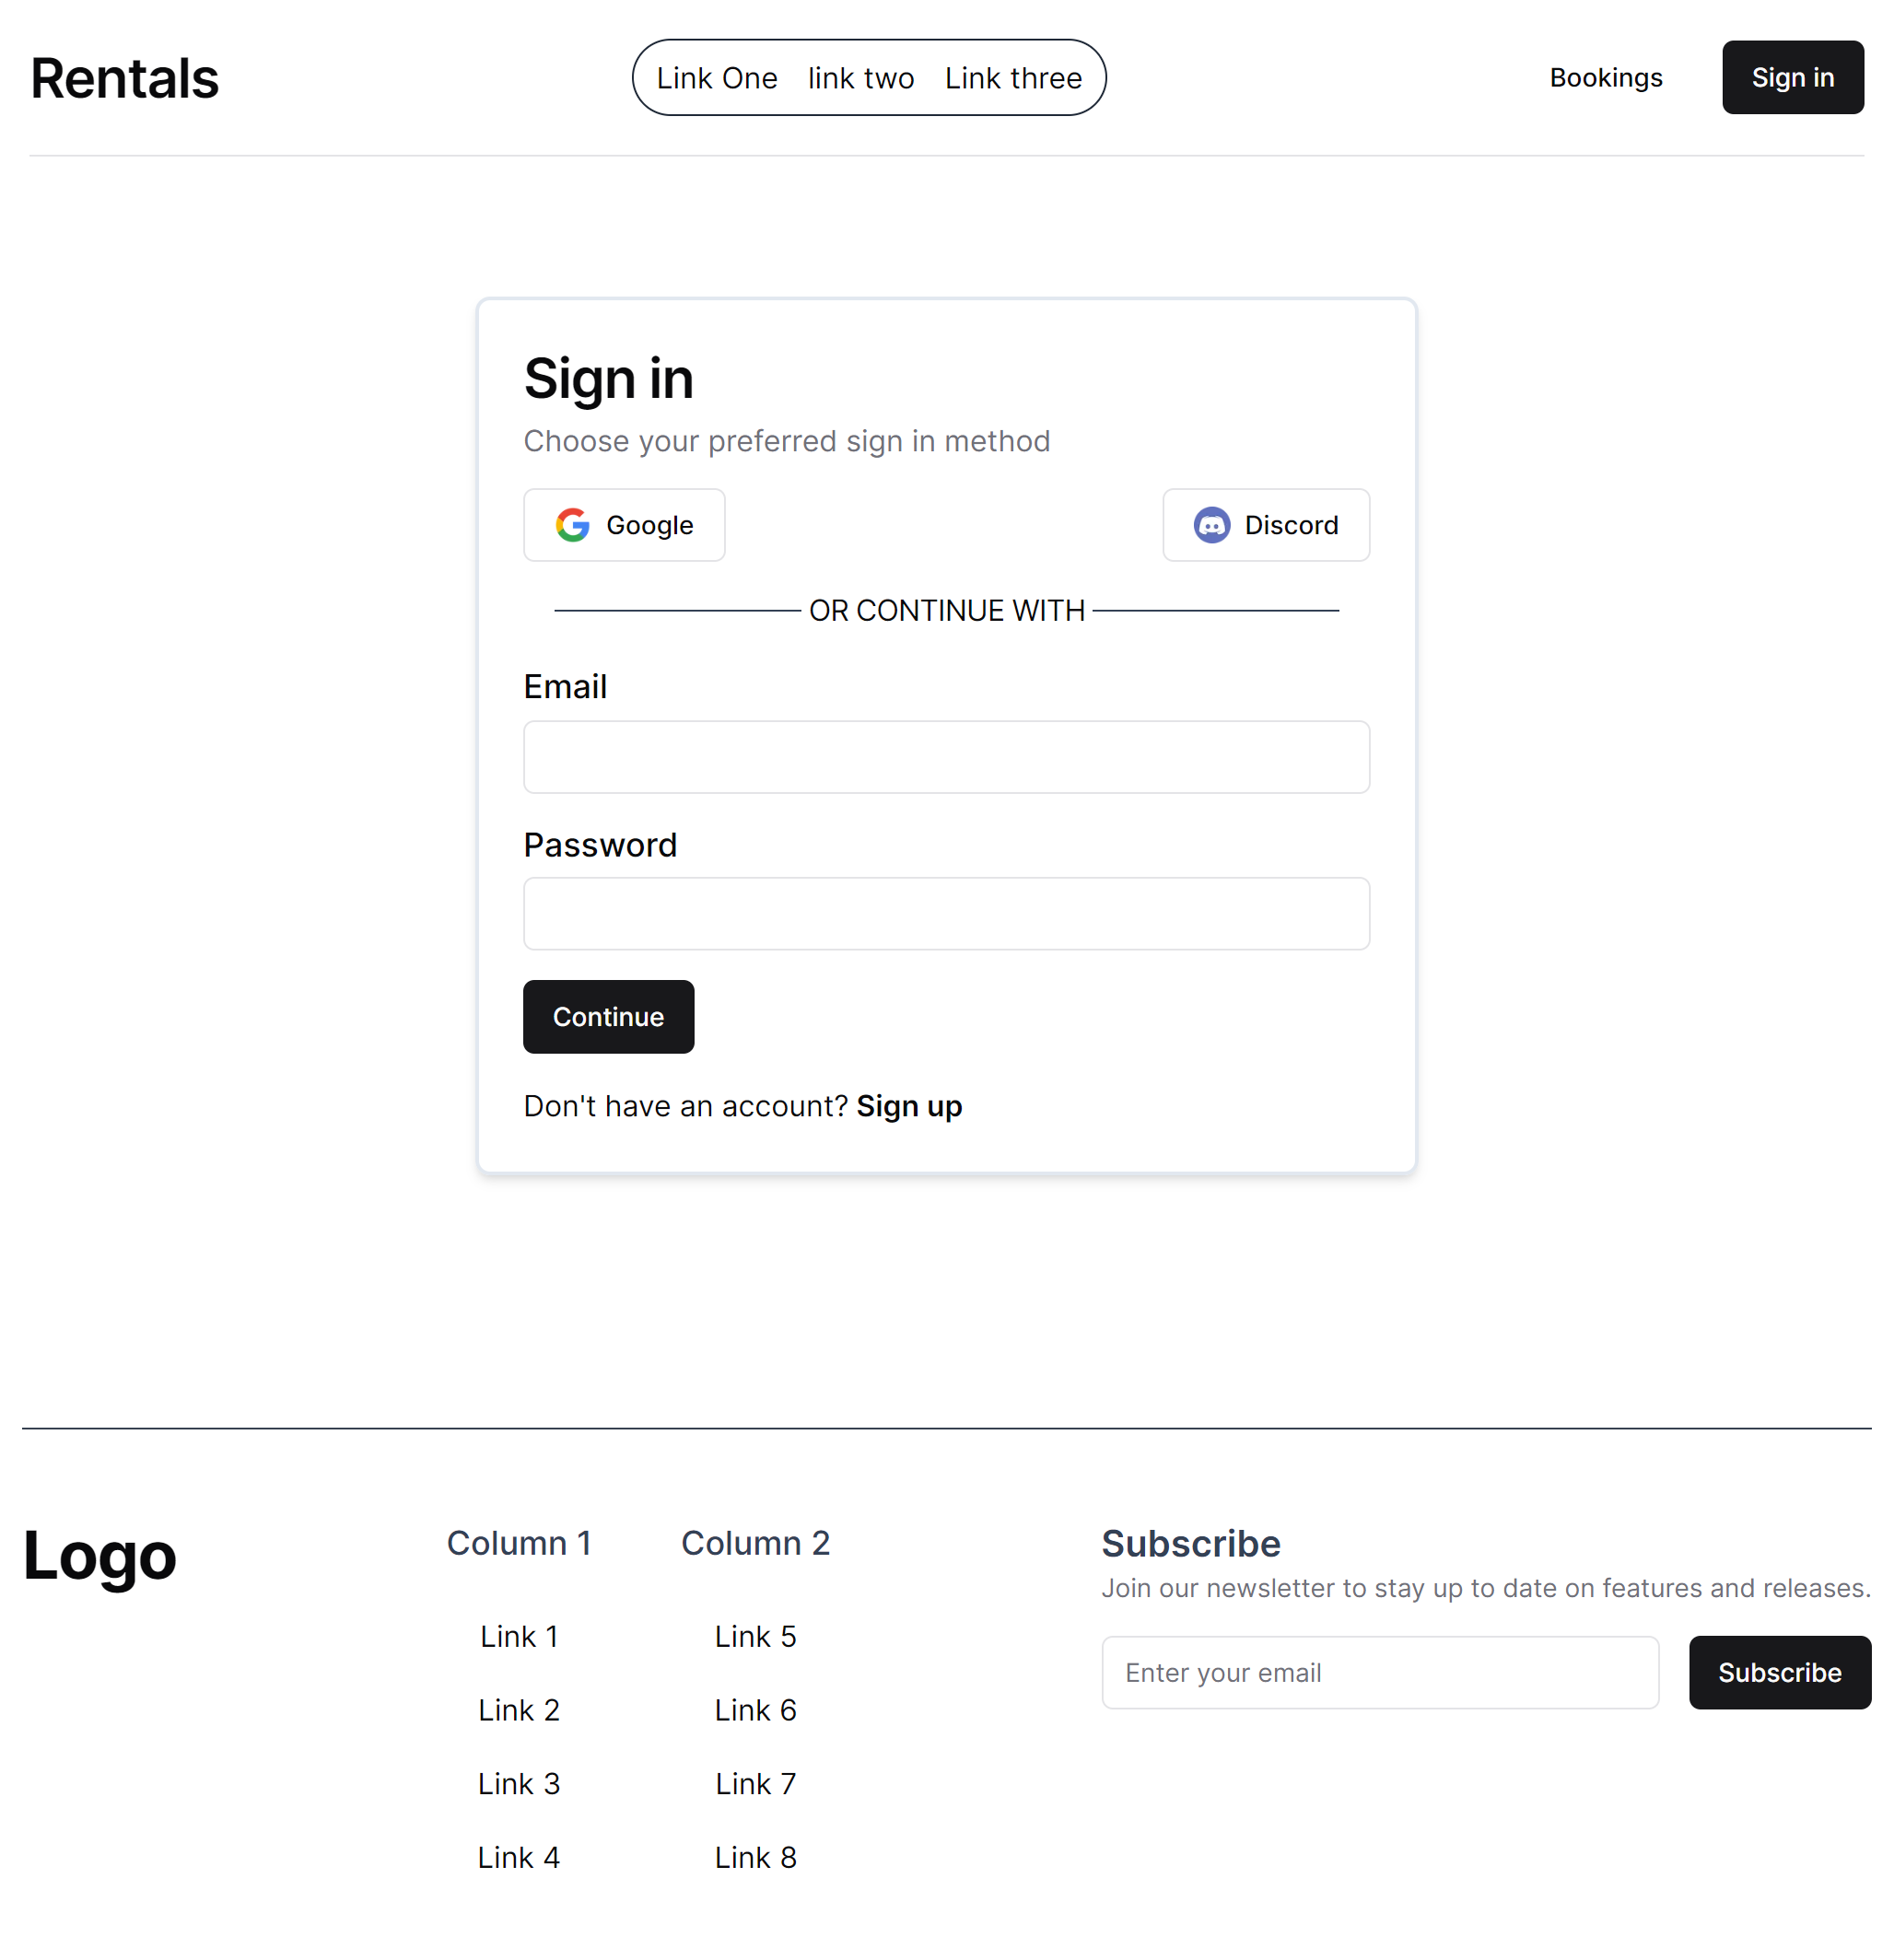 Rentals
Link One link two Link three
Bookings
Sign in
Sign in
Choose your preferred sign in method
Google
Discord
OR CONTINUE WITH
Email
Password
Continue
Don't have an account? Sign up
Logo
Column 1
Link 1
Link 2
Link 3
Link 4
Column 2
Link 5
Link 6
Link 7
Link 8
Subscribe
Join our newsletter to stay up to date on features and releases.
Enter your email
Subscribe